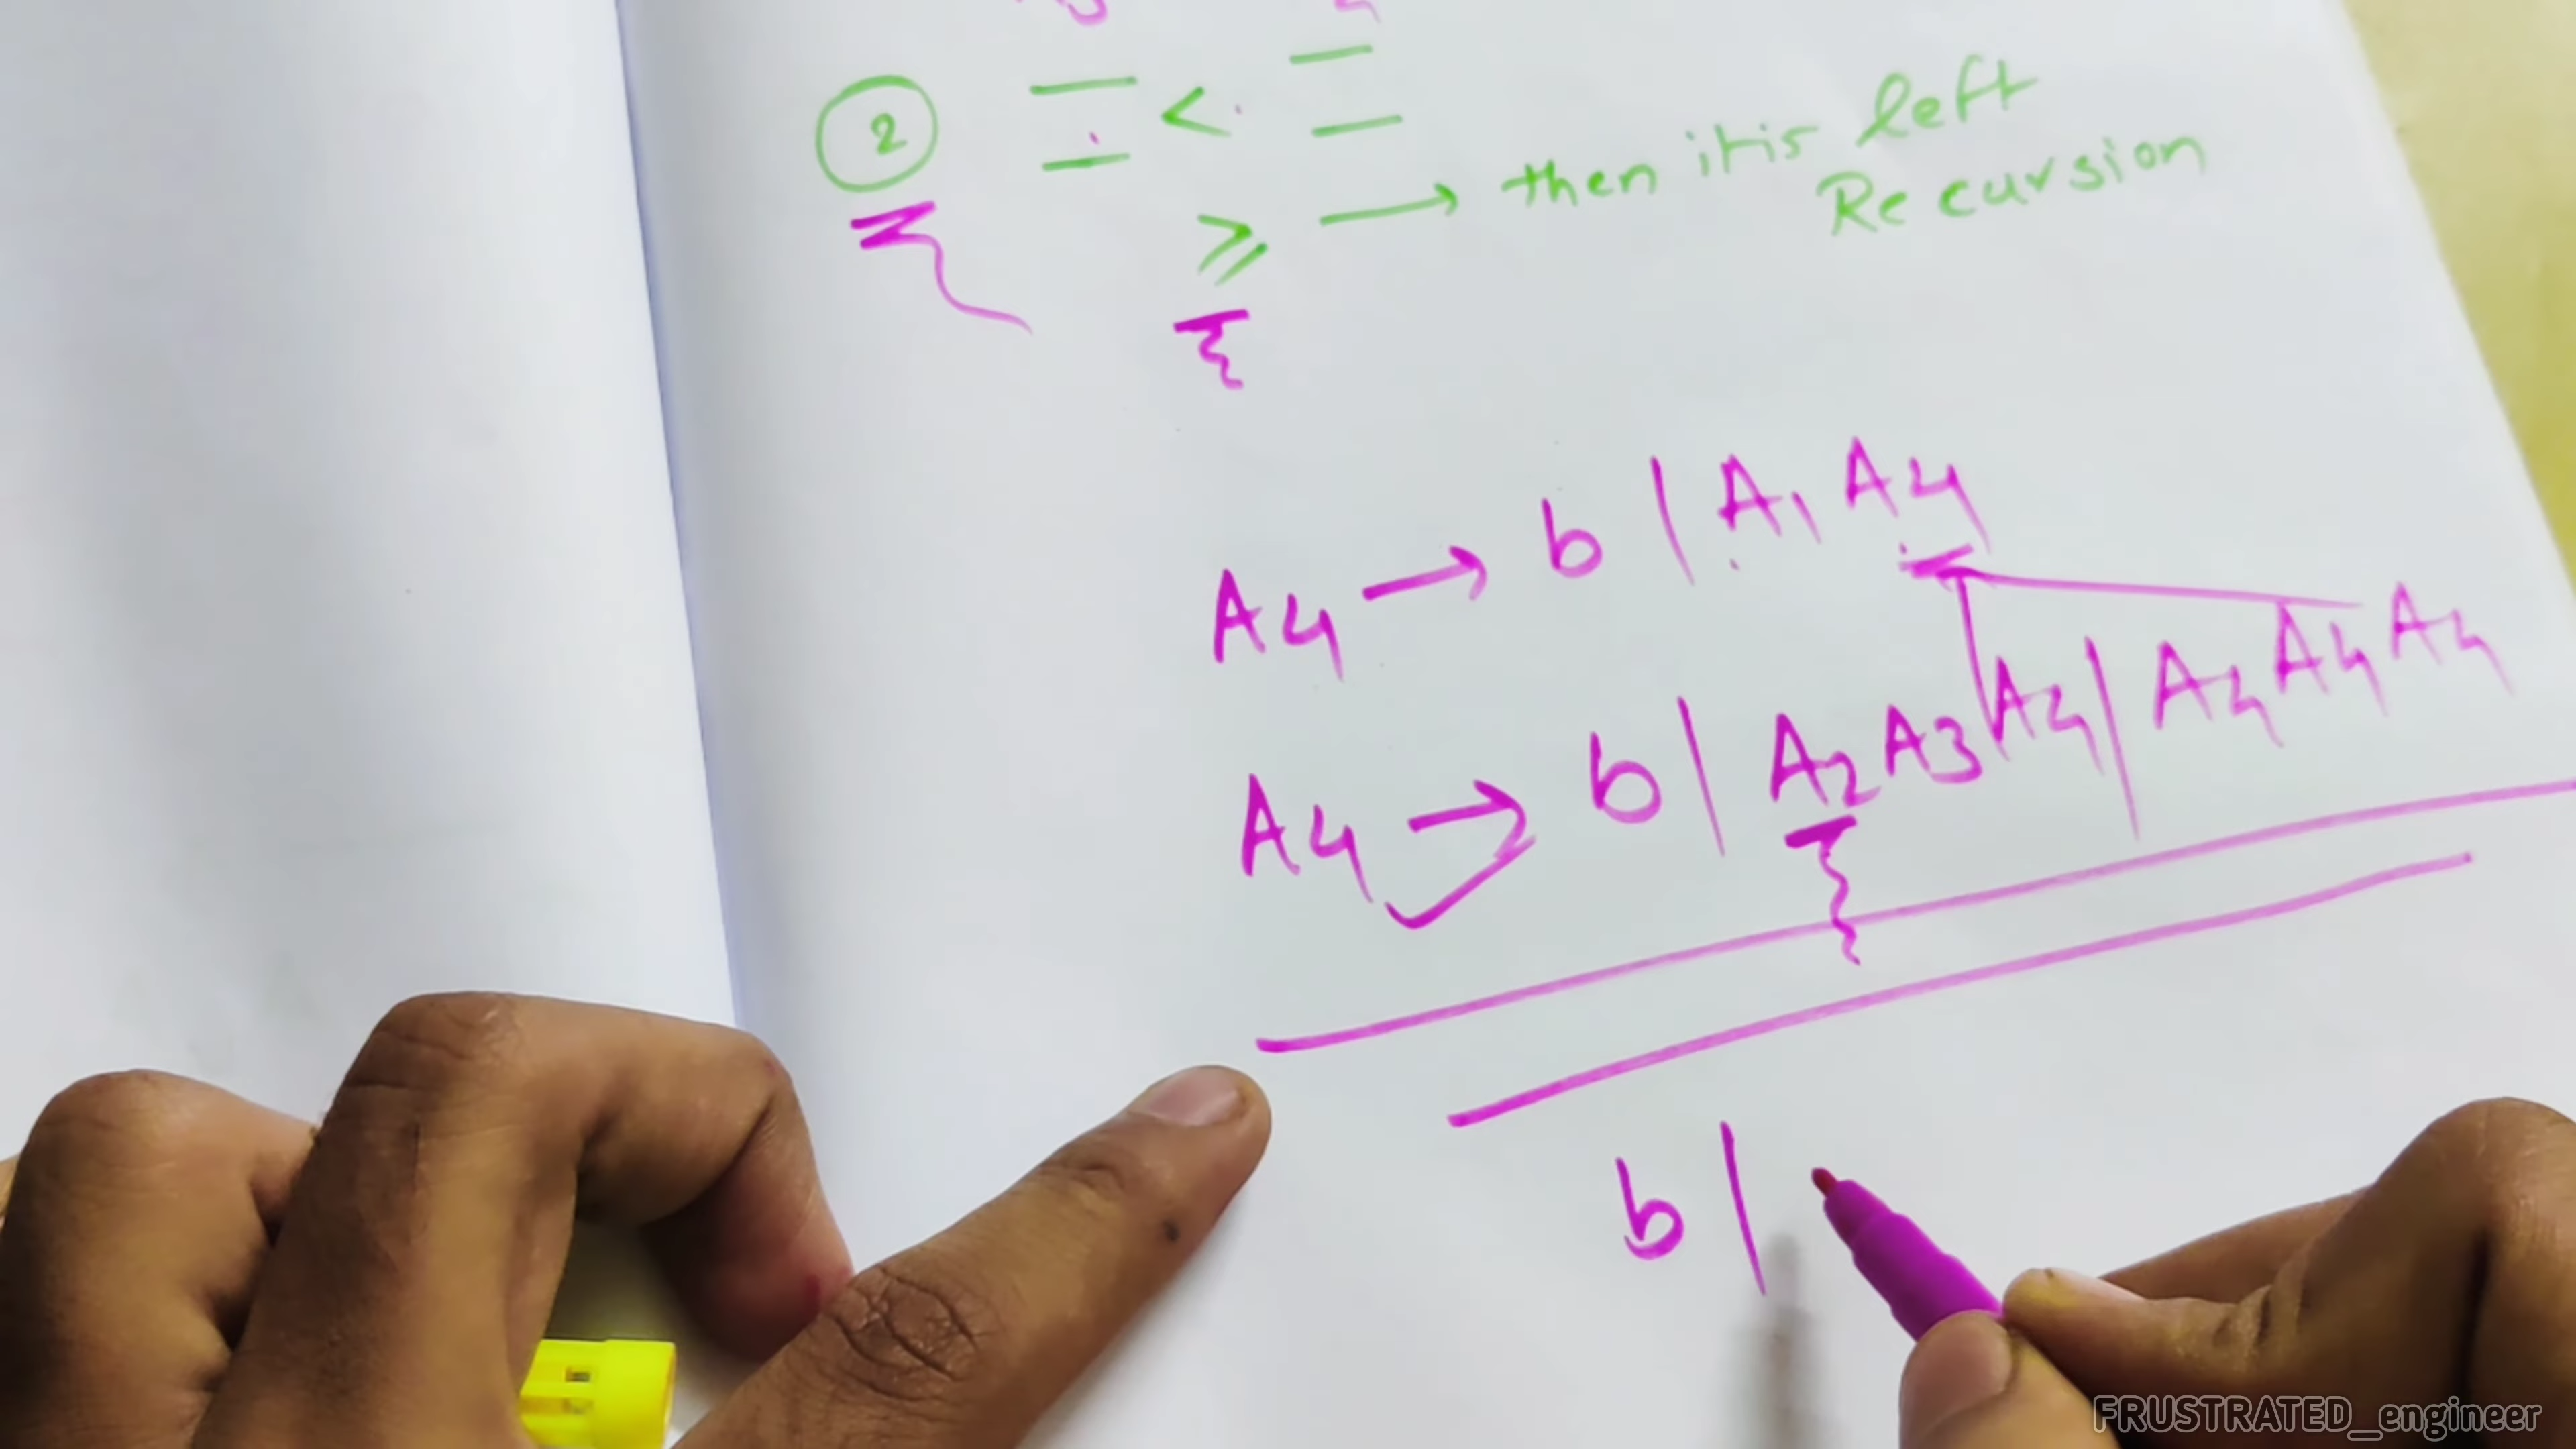 2 <
⩾ → then it is left
Recursion
A4 → b | A1 A4
A4 → b | A2 A3 A4 | A4 A4 A4
b |
FRUSTRATED_engineer